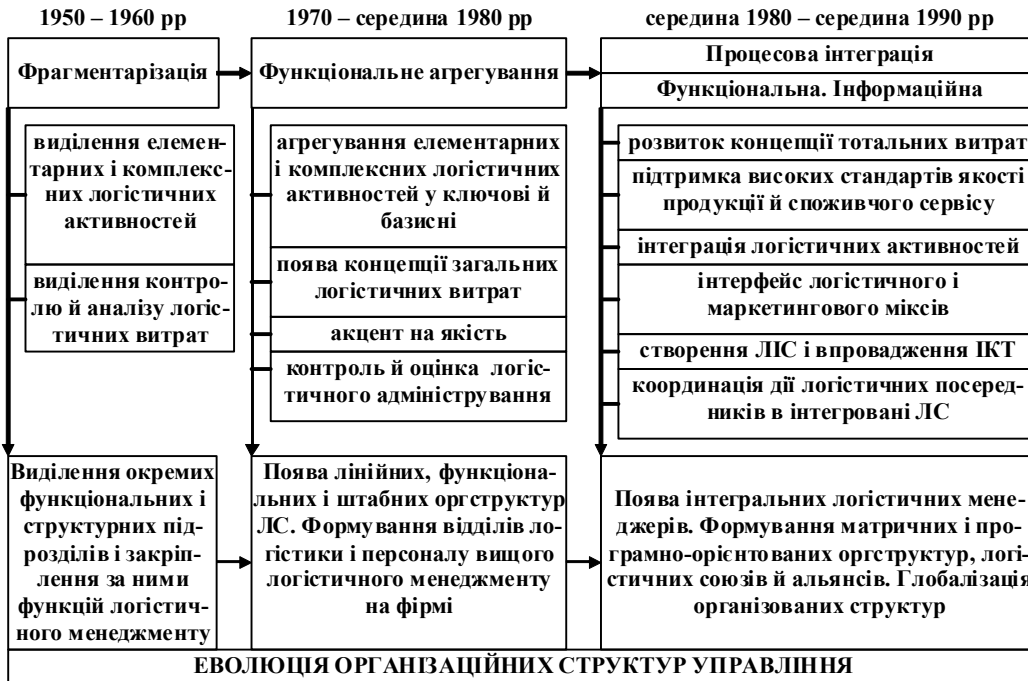 1950 – 1960 рр
1970 – середина 1980 рр
середина 1980 – середина 1990 рр
Фрагментарізація
Функціональне агрегування
Процесова інтеграція
Функціональна. Інформаційна
виділення елемен-
тарних і комплекс-
них логістичних
активностей
виділення контро-
лю й аналізу логіс-
тичних витрат
агрегування елементарних
і комплексних логістичних
активностей у ключові й
базисні
поява концепції загальних
логістичних витрат
акцент на якість
контроль й оцінка логіс-
тичного адміністрування
розвиток концепції тотальних витрат
підтримка високих стандартів якості
продукції й споживчого сервісу
інтеграція логістичних активностей
інтерфейс логістичного і
маркетингового міксів
створення ЛІС і впровадження ІКТ
координація дії логістичних посеред-
ників в інтегровані ЛС
Виділення окремих
функціональних і
структурних під-
розділів і закріп-
лення за ними
функцій логістич-
ного менеджменту
Поява лінійних, функціо-
нальних і штабних оргструктур
ЛС. Формування відділів ло-
гістики і персоналу вищого
логістичного менеджменту
на фірмі
Поява інтегральних логістичних мене-
джерів. Формування матричних і про-
грамно-орієнтованих оргструктур, логі-
стичних союзів й альянсів. Глобалізація
організованих структур
ЕВОЛЮЦІЯ ОРГАНІЗАЦІЙНИХ СТРУКТУР УПРАВЛІННЯ